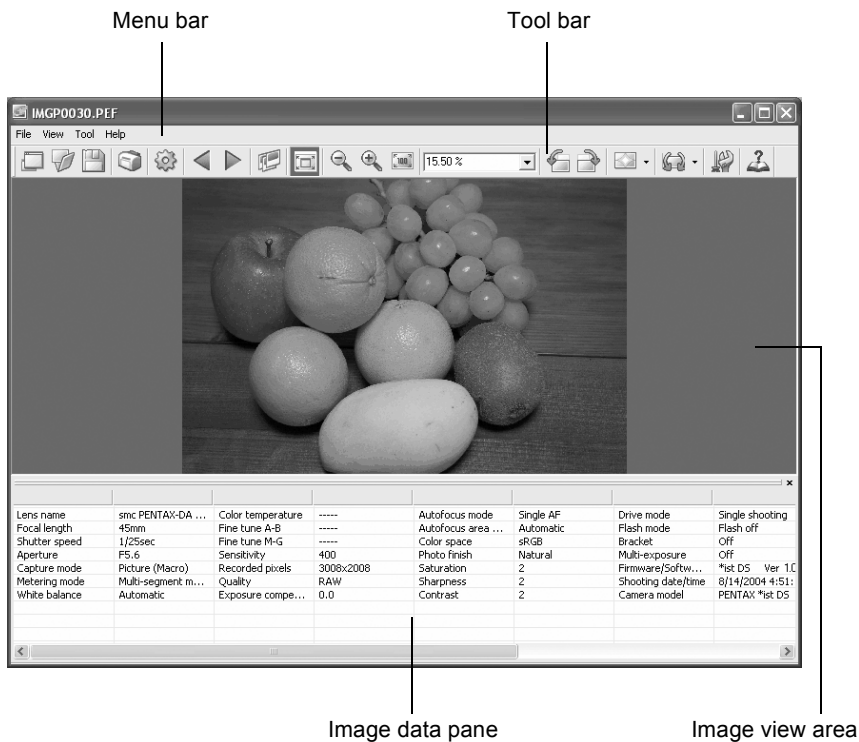 Menu bar Tool bar
IMGP0030.PEF
File View Tool Help
100 15.50 %
Lens name smc PENTAX-DA ... Color temperature ----- Autofocus mode Single AF Drive mode Single shooting
Focal length 45mm Fine tune A-B ----- Autofocus area ... Automatic Flash mode Flash off
Shutter speed 1/25sec Fine tune M-G ----- Color space sRGB Bracket Off
Aperture F5.6 Sensitivity 400 Photo finish Natural Multi-exposure Off
Capture mode Picture (Macro) Recorded pixels 3008x2008 Saturation 2 Firmware/Softw... *ist DS Ver 1.0
Metering mode Multi-segment m... Quality RAW Sharpness 2 Shooting date/time 8/14/2004 4:51:
White balance Automatic Exposure compe... 0.0 Contrast 2 Camera model PENTAX *ist DS
Image data pane Image view area